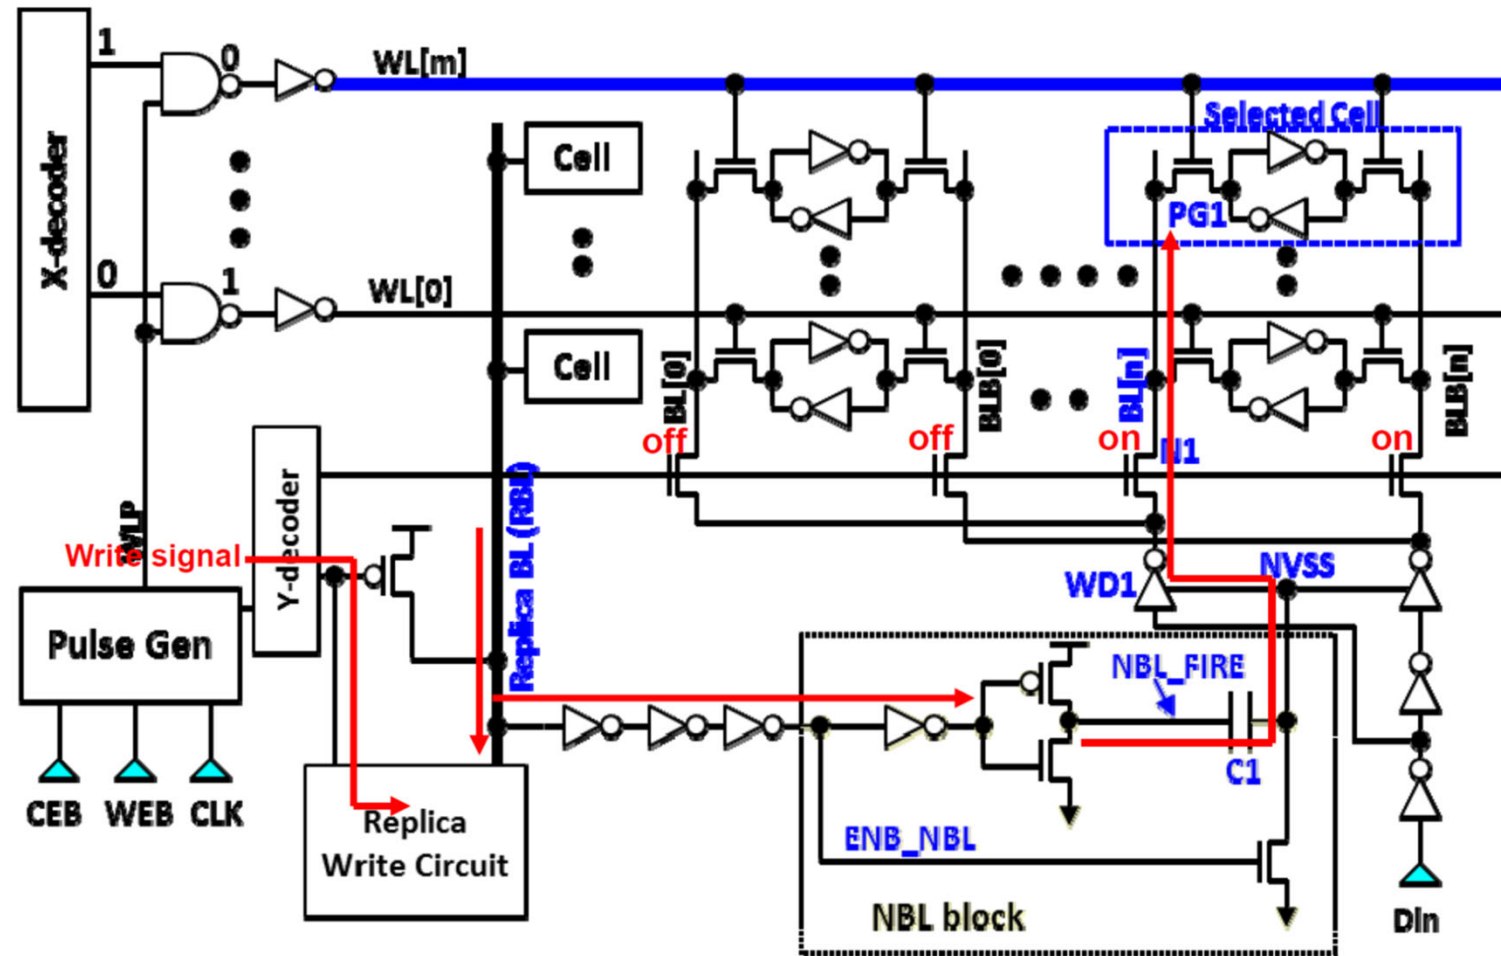 1
0
WL[m]
X-decoder
Selected Cell
Cell
PG1
0
1
WL[0]
Cell
BL[0]
BLB[0]
BL[n]
BLB[n]
off
off
on
N1
on
WLP
Y-decoder
Replica BL (RBL)
Write signal
NVSS
WD1
Pulse Gen
NBL_FIRE
C1
CEB
WEB
CLK
Replica
Write Circuit
ENB_NBL
NBL block
Din